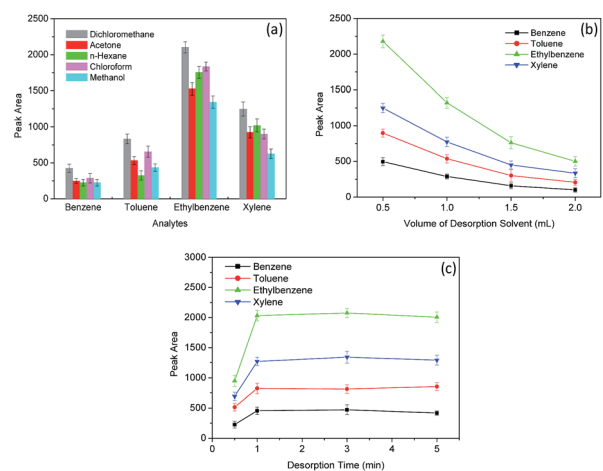 (a)
Dichloromethane
Acetone
n-Hexane
Chloroform
Methanol
Peak Area
2500
2000
1500
1000
500
0
Benzene Toluene Ethylbenzene Xylene
Analytes
(b)
Benzene
Toluene
Ethylbenzene
Xylene
Peak Area
2500
2000
1500
1000
500
0
0.5 1.0 1.5 2.0
Volume of Desorption Solvent (mL)
(c)
Benzene
Toluene
Ethylbenzene
Xylene
Peak Area
3000
2500
2000
1500
1000
500
0
0 1 2 3 4 5
Desorption Time (min)